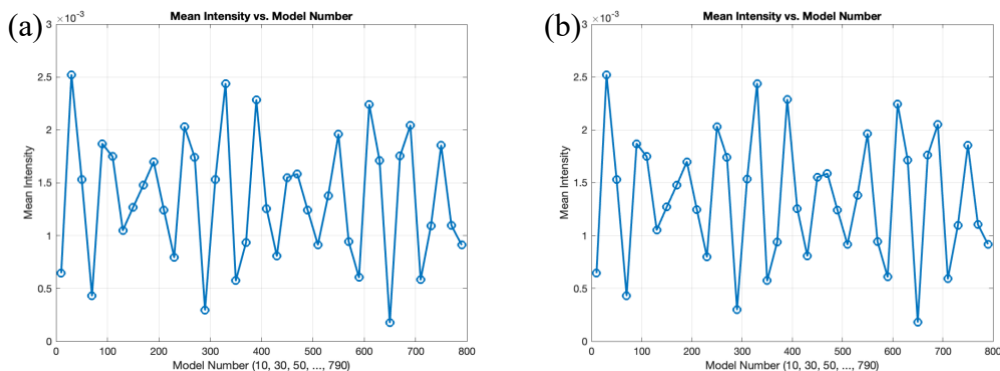 (a)
Mean Intensity vs. Model Number
×10⁻³
3
2.5
2
1.5
1
0.5
0
Mean Intensity
0 100 200 300 400 500 600 700 800
Model Number (10, 30, 50, ..., 790)
(b)
Mean Intensity vs. Model Number
×10⁻³
3
2.5
2
1.5
1
0.5
0
Mean Intensity
0 100 200 300 400 500 600 700 800
Model Number (10, 30, 50, ..., 790)